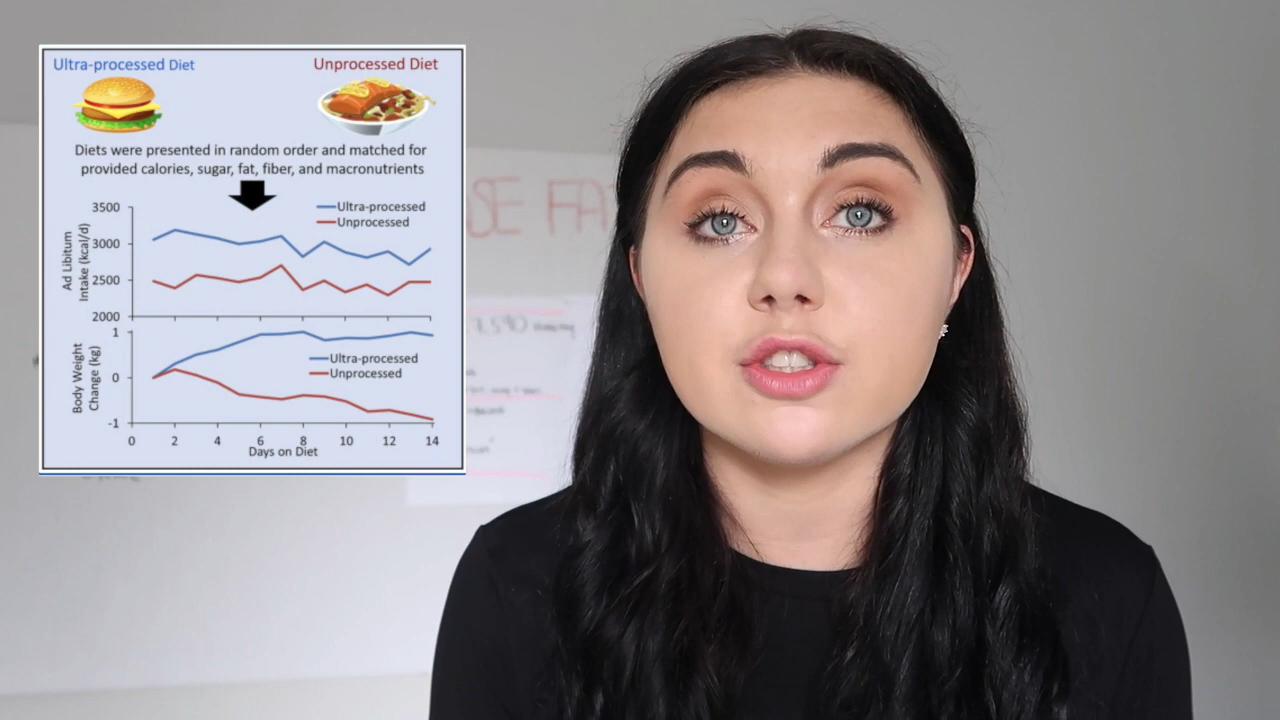 Ultra-processed Diet
Unprocessed Diet
Diets were presented in random order and matched for
provided calories, sugar, fat, fiber, and macronutrients
Ultra-processed
Unprocessed
3500
3000
2500
2000
Ad Libitum
Intake (kcal/d)
Ultra-processed
Unprocessed
1
0
-1
Body Weight
Change (kg)
0 2 4 6 8 10 12 14
Days on Diet
SE FA